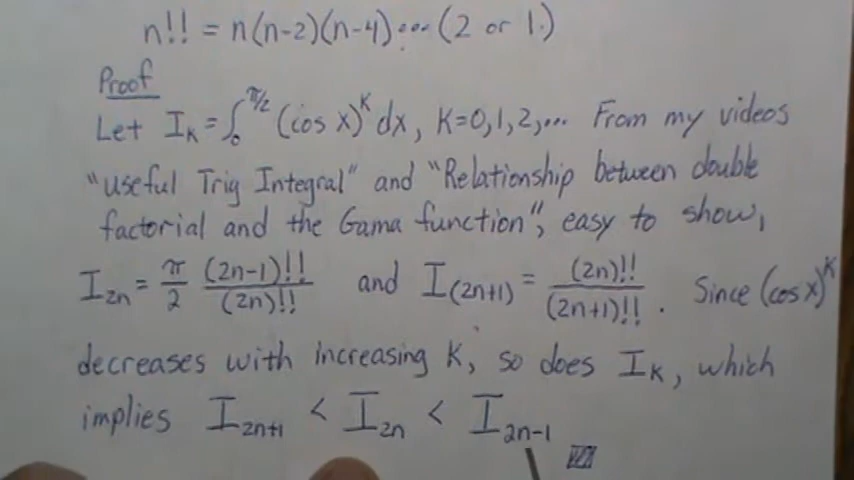 n!! = n(n-2)(n-4)...(2 or 1.)
Proof
Let I_K = ∫_0^{π/2} (cos x)^K dx, K=0,1,2,... From my videos
"useful Trig Integral" and "Relationship between double
factorial and the Gama function", easy to show,
I_{2n} = π/2 (2n-1)!!/(2n)!! and I_{(2n+1)} = (2n)!!/(2n+1)!! . Since (cos x)^K
decreases with increasing K, so does I_K, which
implies I_{2n+1} < I_{2n} < I_{2n-1}